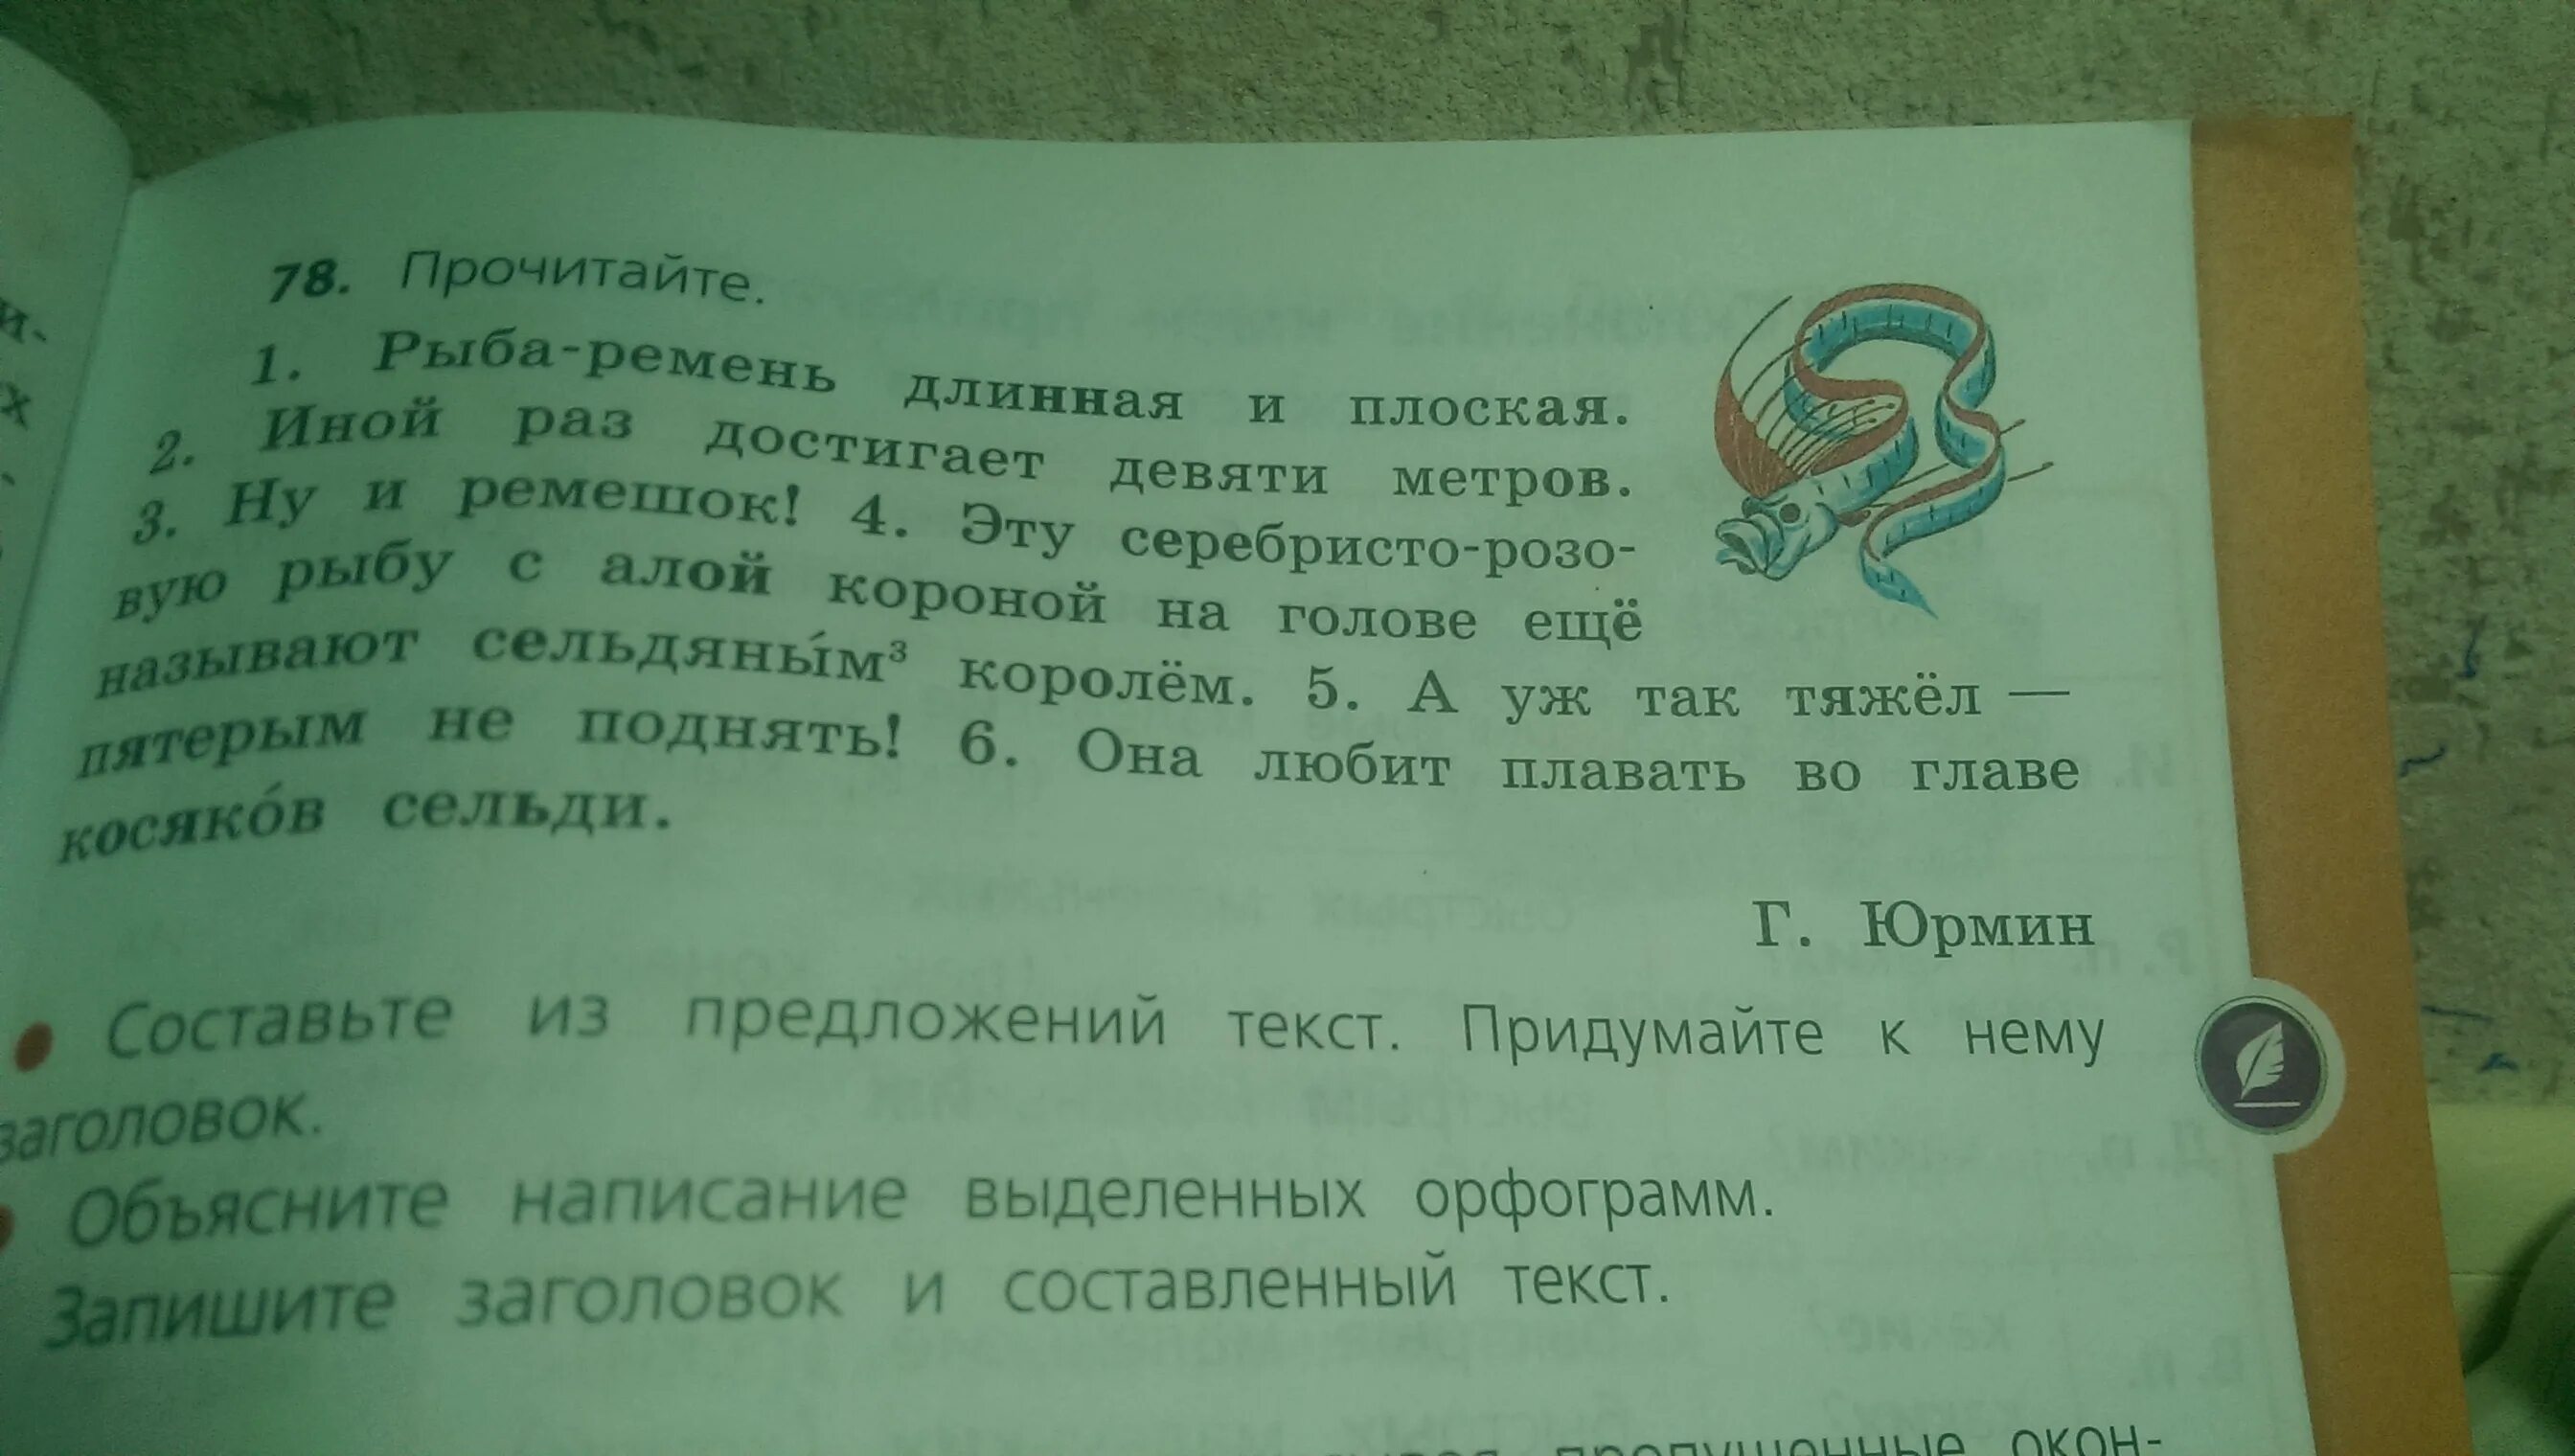 78. Прочитайте.
1. Рыба-ремень длинная и плоская.
2. Иной раз достигает девяти метров.
3. Ну и ремешок! 4. Эту серебристо-розо-
вую рыбу с алой короной на голове ещё
называют сельдяны́м³ королём. 5. А уж так тяжёл —
пятерым не поднять! 6. Она любит плавать во главе
косяко́в сельди.
Г. Юрмин
• Составьте из предложений текст. Придумайте к нему
заголовок.
• Объясните написание выделенных орфограмм.
Запишите заголовок и составленный текст.
пропущенные окон-